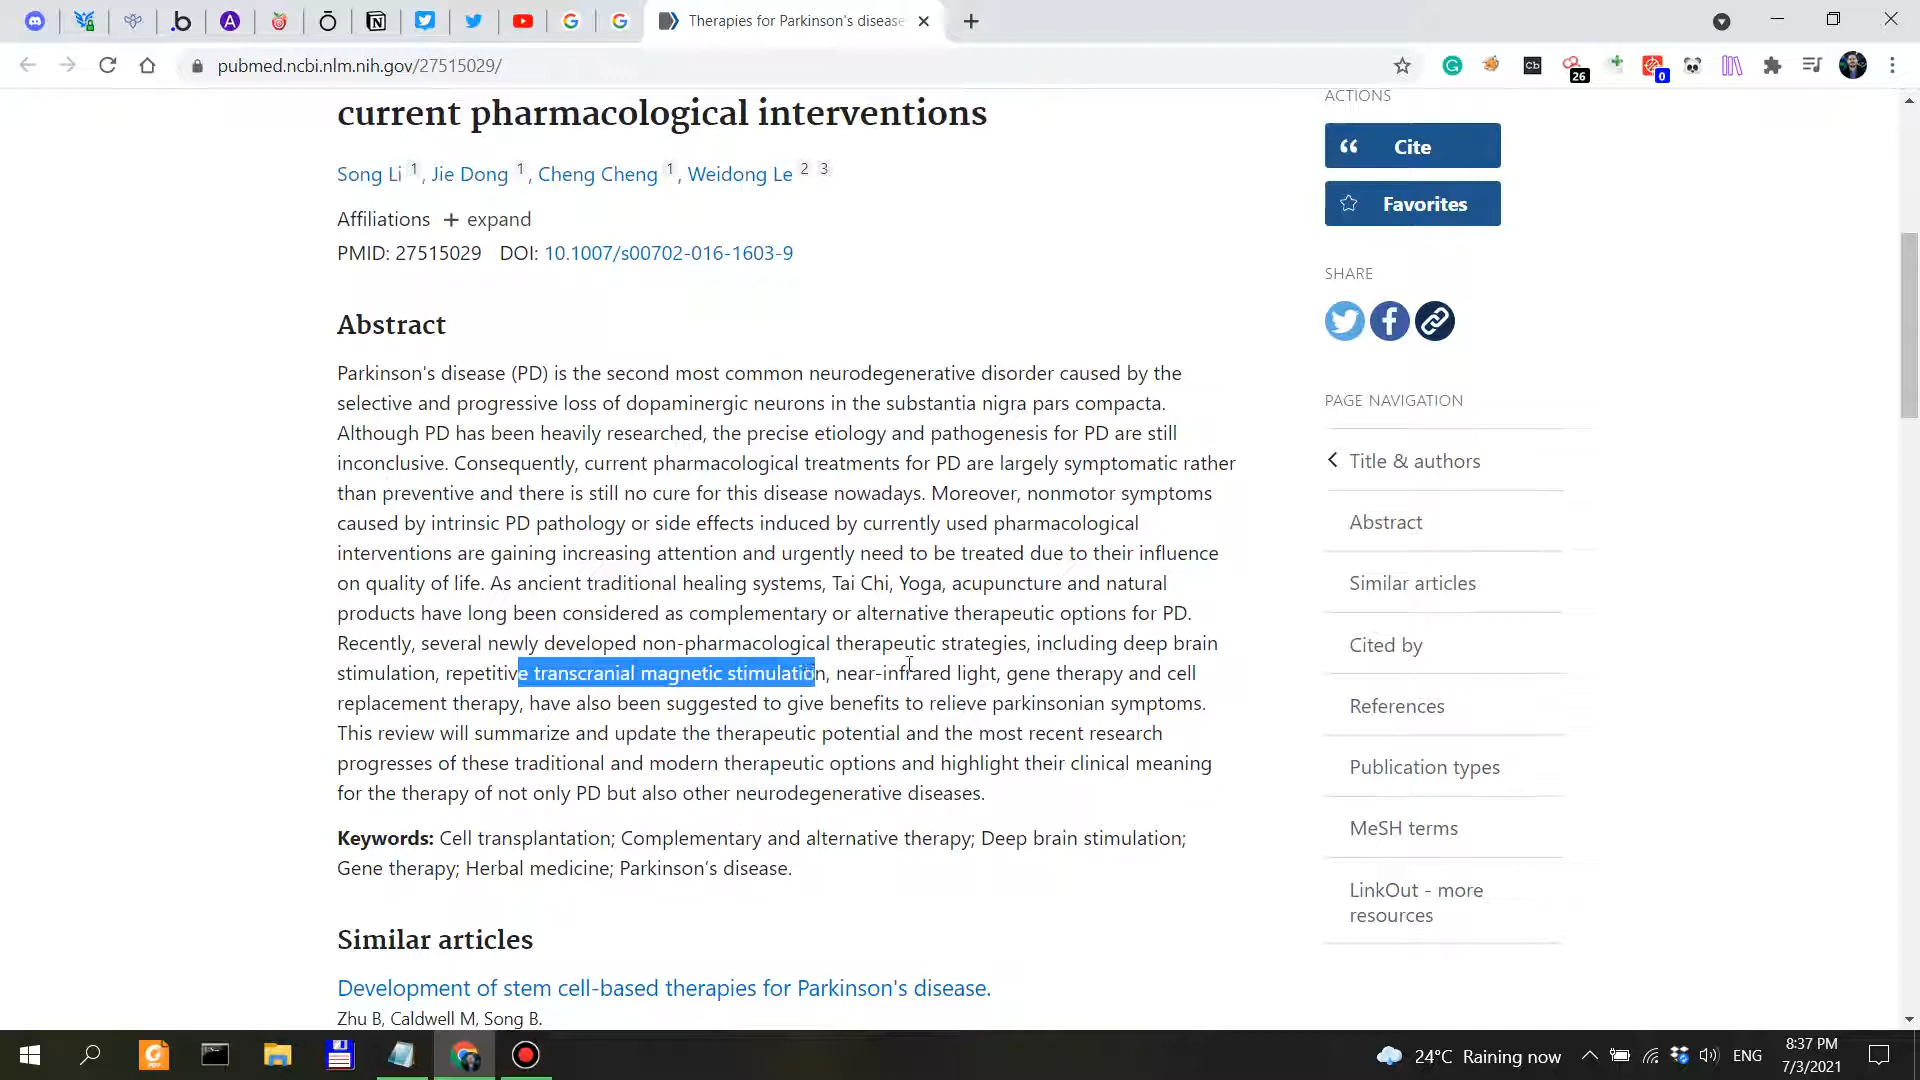 Therapies for Parkinson's disease
pubmed.ncbi.nlm.nih.gov/27515029/
26
0
current pharmacological interventions
Song Li 1, Jie Dong 1, Cheng Cheng 1, Weidong Le 2 3
Affiliations + expand
PMID: 27515029 DOI: 10.1007/s00702-016-1603-9
Abstract
Parkinson's disease (PD) is the second most common neurodegenerative disorder caused by the
selective and progressive loss of dopaminergic neurons in the substantia nigra pars compacta.
Although PD has been heavily researched, the precise etiology and pathogenesis for PD are still
inconclusive. Consequently, current pharmacological treatments for PD are largely symptomatic rather
than preventive and there is still no cure for this disease nowadays. Moreover, nonmotor symptoms
caused by intrinsic PD pathology or side effects induced by currently used pharmacological
interventions are gaining increasing attention and urgently need to be treated due to their influence
on quality of life. As ancient traditional healing systems, Tai Chi, Yoga, acupuncture and natural
products have long been considered as complementary or alternative therapeutic options for PD.
Recently, several newly developed non-pharmacological therapeutic strategies, including deep brain
stimulation, repetitive transcranial magnetic stimulation, near-infrared light, gene therapy and cell
replacement therapy, have also been suggested to give benefits to relieve parkinsonian symptoms.
This review will summarize and update the therapeutic potential and the most recent research
progresses of these traditional and modern therapeutic options and highlight their clinical meaning
for the therapy of not only PD but also other neurodegenerative diseases.
Keywords: Cell transplantation; Complementary and alternative therapy; Deep brain stimulation;
Gene therapy; Herbal medicine; Parkinson's disease.
Similar articles
Development of stem cell-based therapies for Parkinson's disease.
Zhu B, Caldwell M, Song B.
ACTIONS
Cite
Favorites
SHARE
PAGE NAVIGATION
Title & authors
Abstract
Similar articles
Cited by
References
Publication types
MeSH terms
LinkOut - more
resources
24°C Raining now
ENG
8:37 PM
7/3/2021